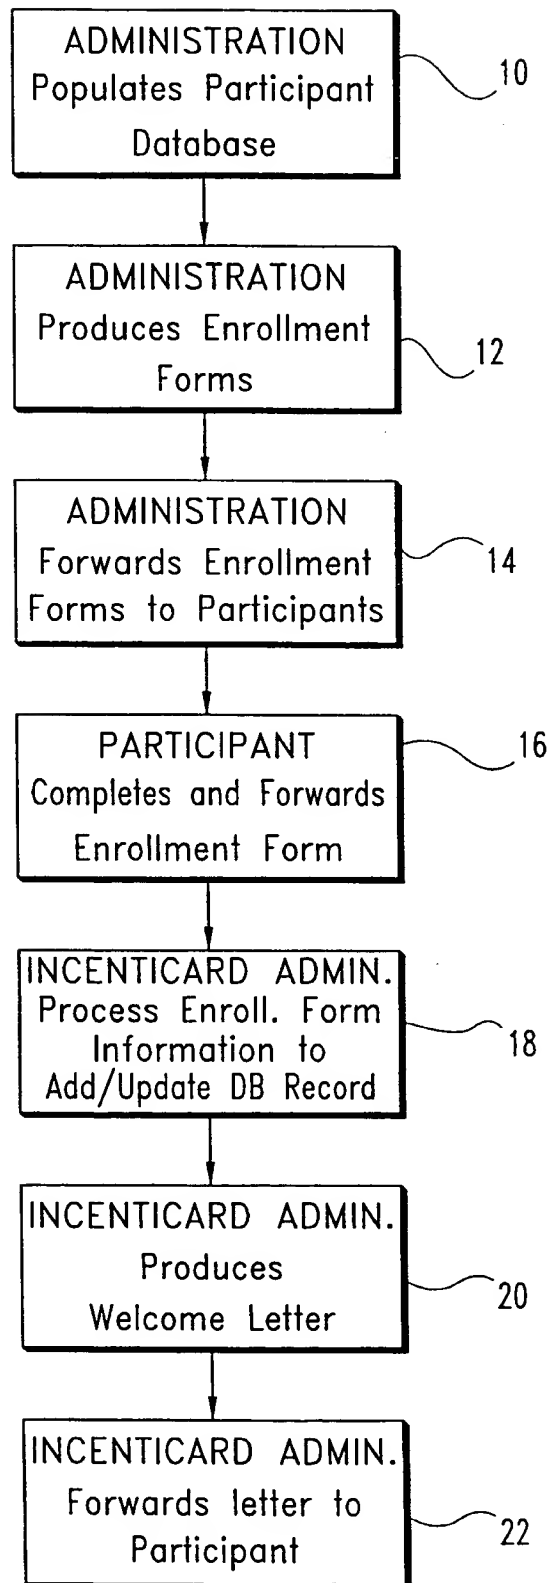 ADMINISTRATION
Populates Participant
Database
10
ADMINISTRATION
Produces Enrollment
Forms
12
ADMINISTRATION
Forwards Enrollment
Forms to Participants
14
PARTICIPANT
Completes and Forwards
Enrollment Form
16
INCENTICARD ADMIN.
Process Enroll. Form
Information to
Add/Update DB Record
18
INCENTICARD ADMIN.
Produces
Welcome Letter
20
INCENTICARD ADMIN.
Forwards letter to
Participant
22